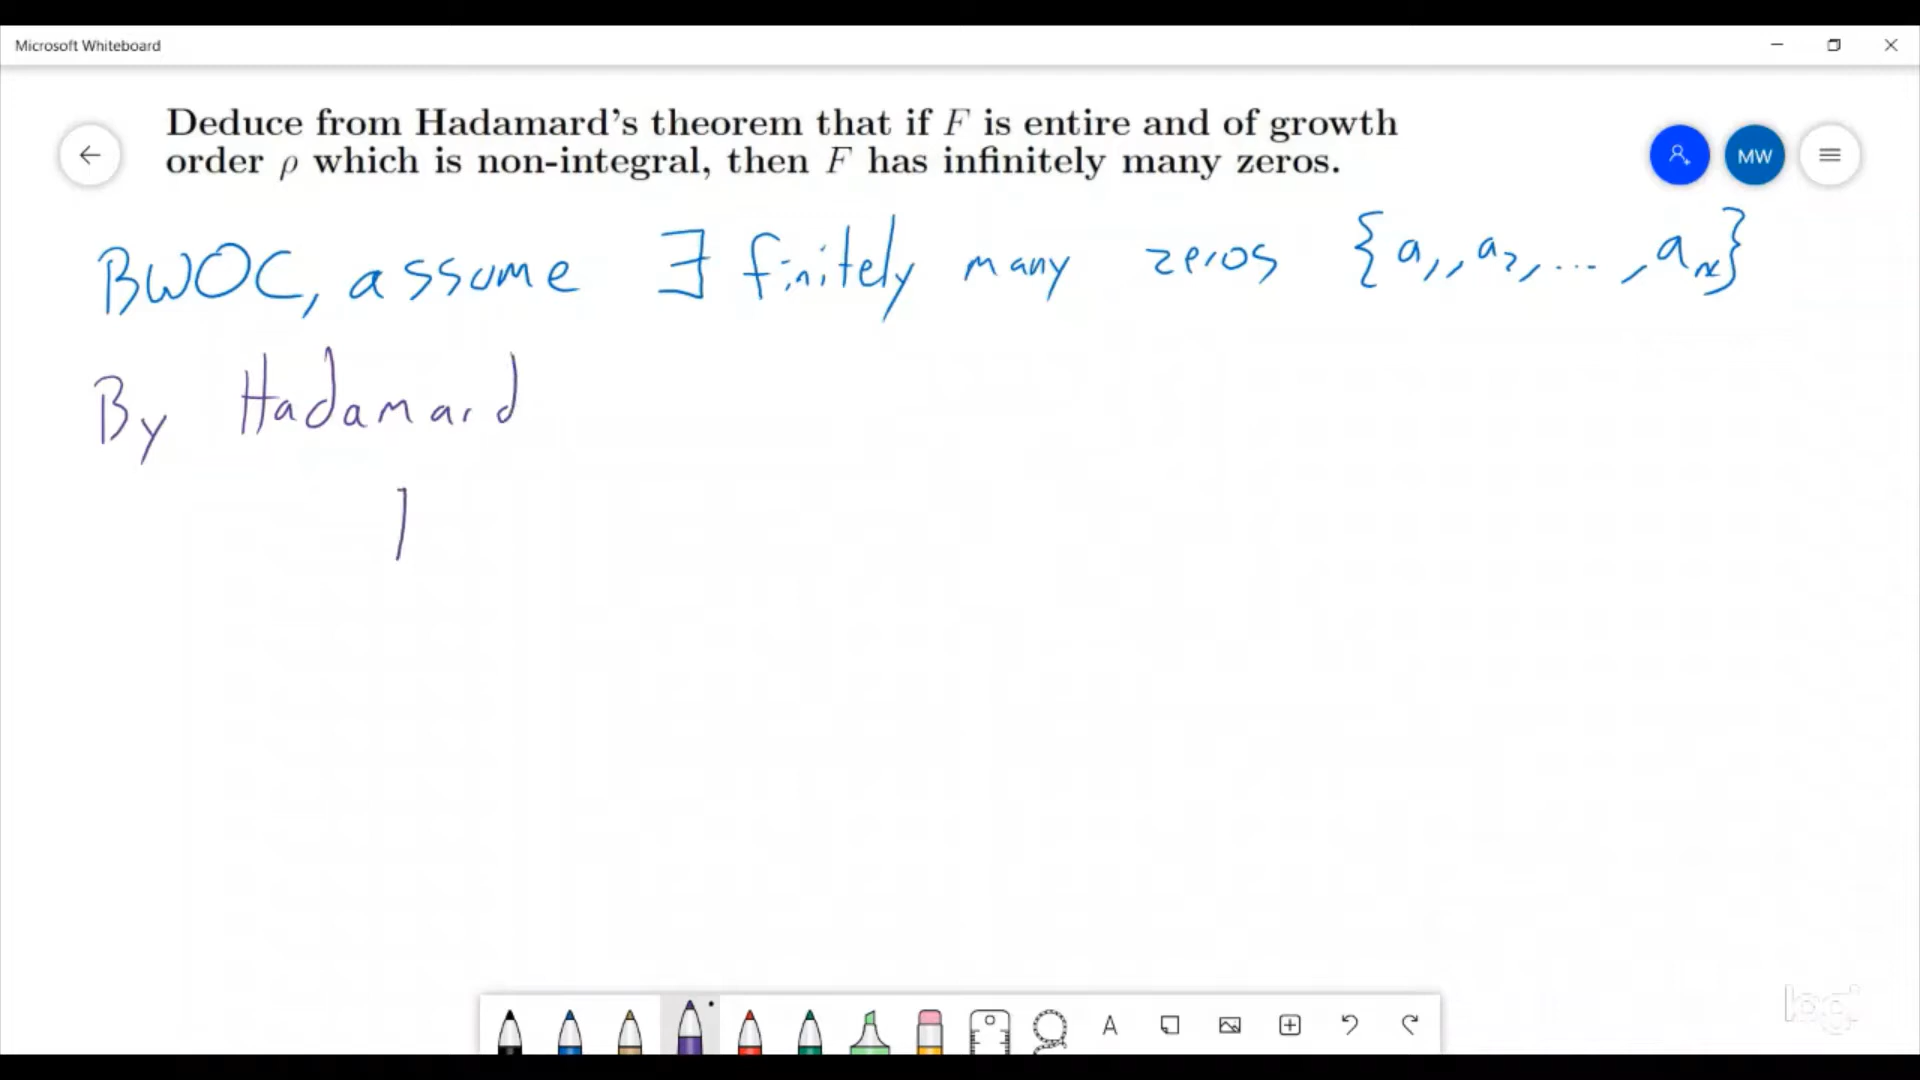 Microsoft Whiteboard
Deduce from Hadamard's theorem that if F is entire and of growth
order ρ which is non-integral, then F has infinitely many zeros.
MW
BWOC, assume ∃ finitely many zeros {a₁, a₂, ..., aₙ}
By Hadamard
A